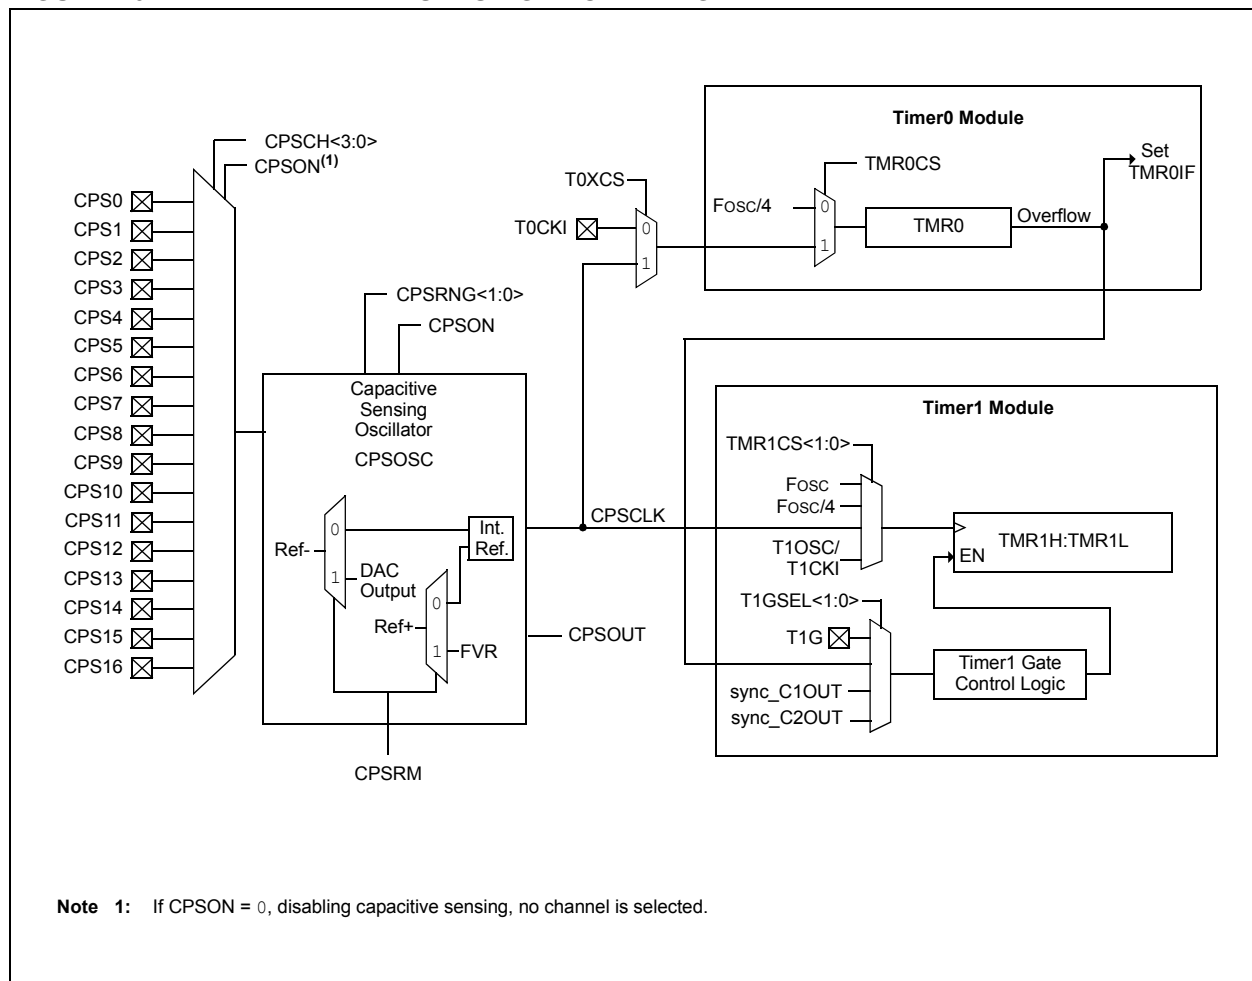 CPSCH<3:0>
CPSON(1)
CPS0
CPS1
CPS2
CPS3
CPS4
CPS5
CPS6
CPS7
CPS8
CPS9
CPS10
CPS11
CPS12
CPS13
CPS14
CPS15
CPS16
CPSRNG<1:0>
CPSON
Capacitive
Sensing
Oscillator
CPSOSC
0
1
Ref-
DAC
Output
Int.
Ref.
0
1
Ref+
FVR
CPSRM
CPSCLK
CPSOUT
T0XCS
T0CKI
0
1
Timer0 Module
TMR0CS
FOSC/4
0
1
TMR0
Overflow
Set
TMR0IF
Timer1 Module
TMR1CS<1:0>
FOSC
FOSC/4
T1OSC/
T1CKI
TMR1H:TMR1L
EN
T1GSEL<1:0>
T1G
sync_C1OUT
sync_C2OUT
Timer1 Gate
Control Logic
Note 1: If CPSON = 0, disabling capacitive sensing, no channel is selected.